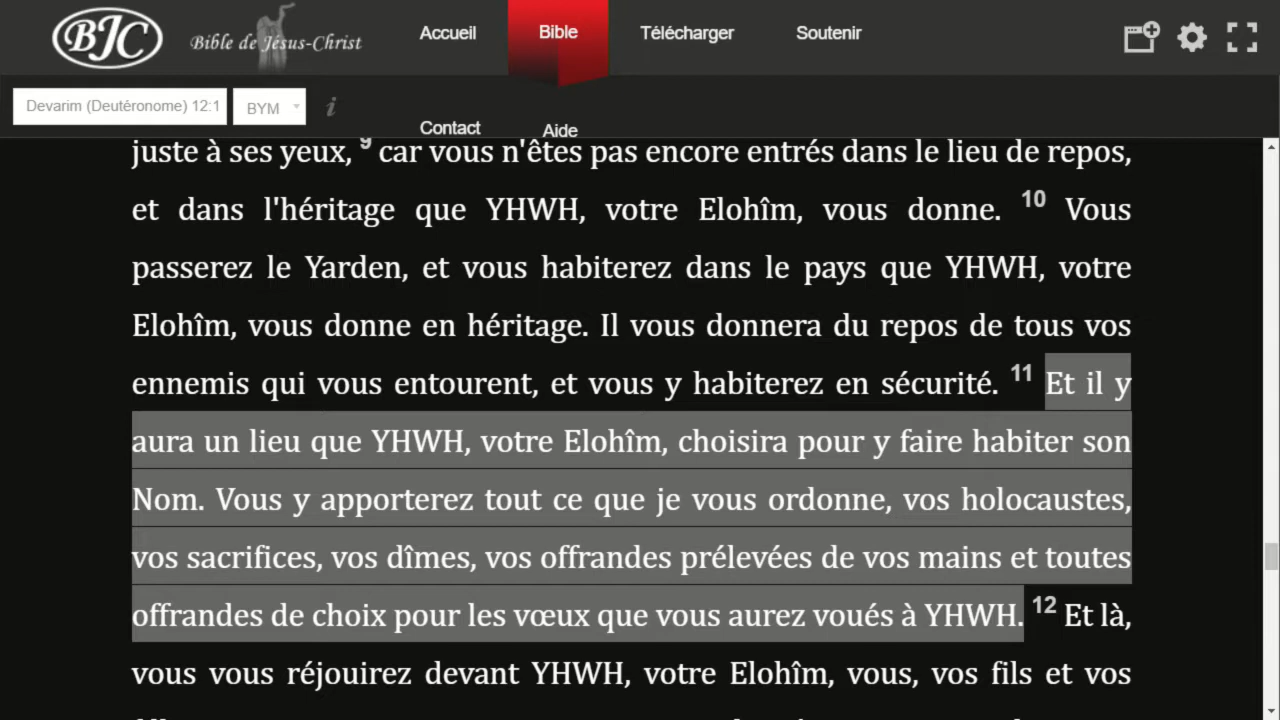 BJC Bible de Jésus-Christ Accueil Bible Télécharger Soutenir
Devarim (Deutéronome) 12:1 BYM i
Contact Aide
juste à ses yeux, 9 car vous n'êtes pas encore entrés dans le lieu de repos,
et dans l'héritage que YHWH, votre Elohîm, vous donne. 10 Vous
passerez le Yarden, et vous habiterez dans le pays que YHWH, votre
Elohîm, vous donne en héritage. Il vous donnera du repos de tous vos
ennemis qui vous entourent, et vous y habiterez en sécurité. 11 Et il y
aura un lieu que YHWH, votre Elohîm, choisira pour y faire habiter son
Nom. Vous y apporterez tout ce que je vous ordonne, vos holocaustes,
vos sacrifices, vos dîmes, vos offrandes prélevées de vos mains et toutes
offrandes de choix pour les vœux que vous aurez voués à YHWH. 12 Et là,
vous vous réjouirez devant YHWH, votre Elohîm, vous, vos fils et vos